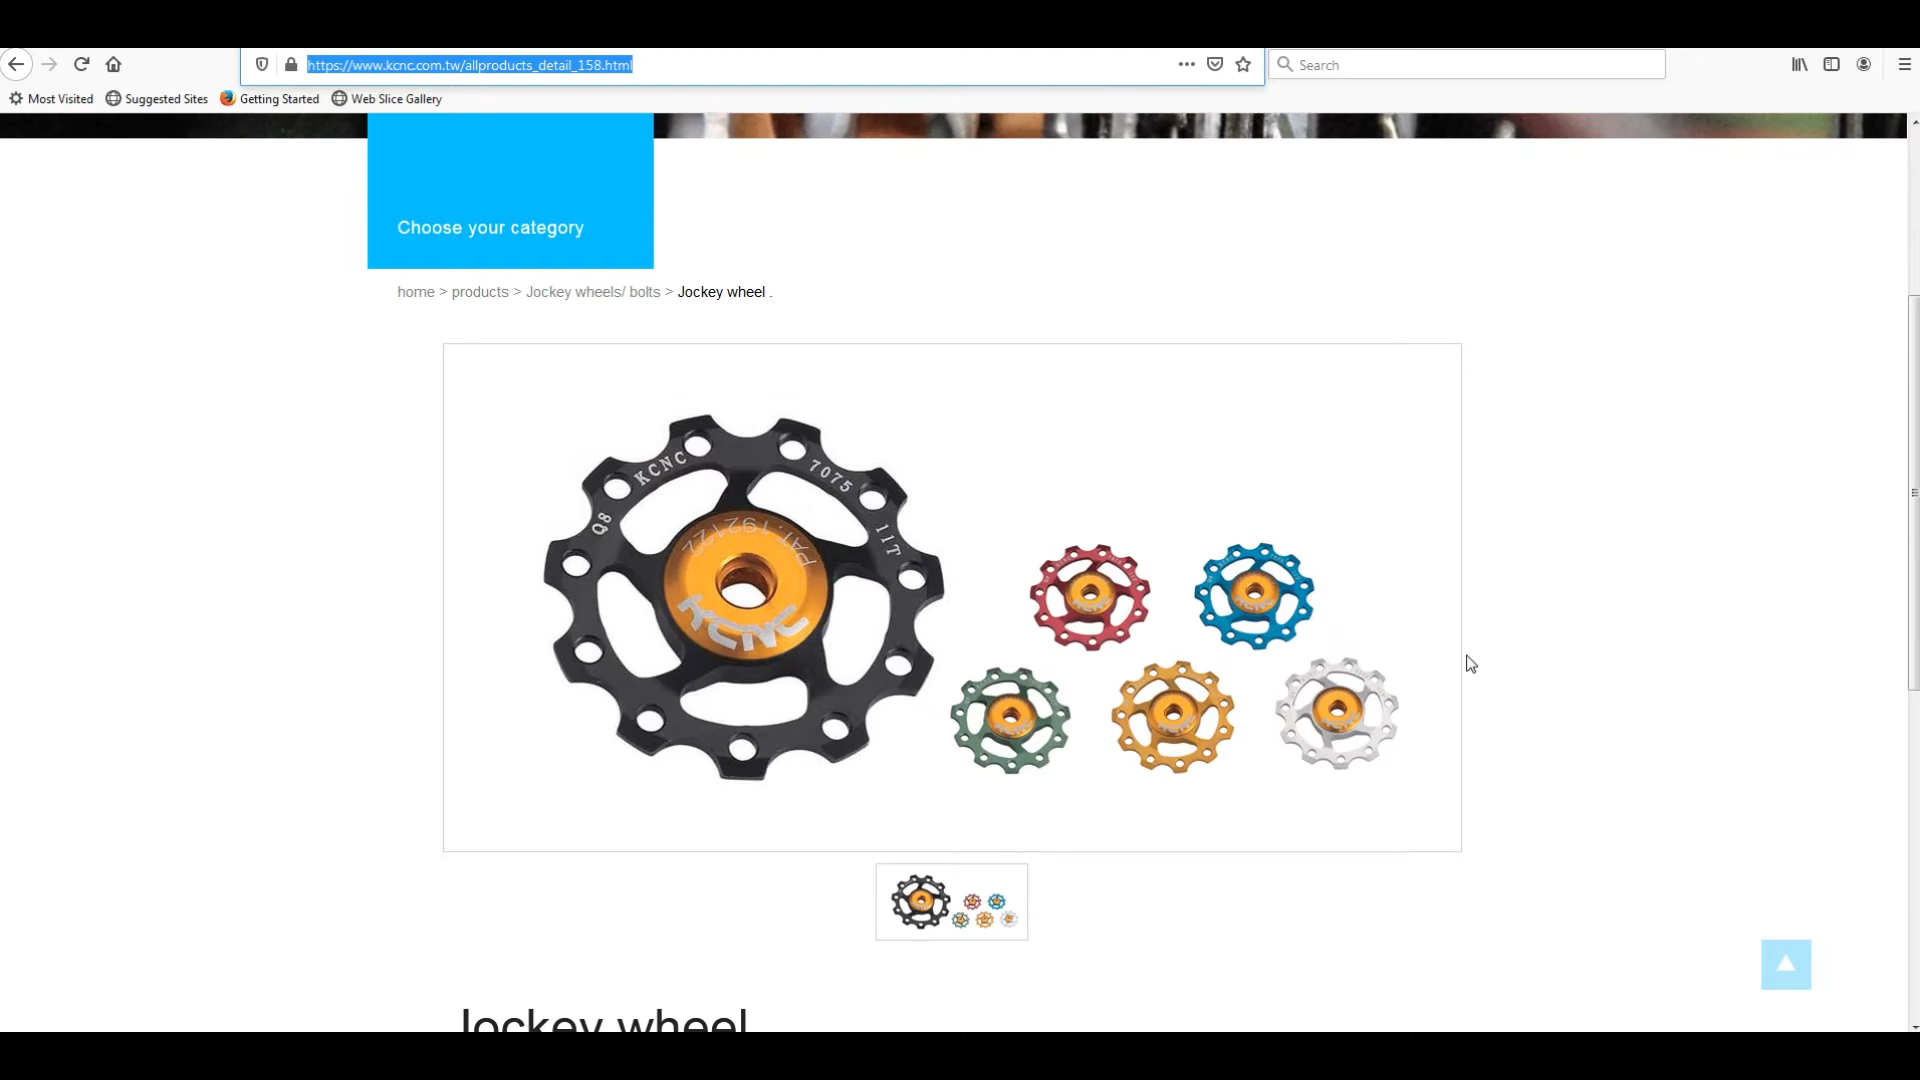 https://www.kcnc.com.tw/allproducts_detail_158.html
Search
Most Visited
Suggested Sites
Getting Started
Web Slice Gallery
Choose your category
home > products > Jockey wheels/ bolts > Jockey wheel .
Q8
KCNC
7075
11T
PAT.192122
KCNC
Jockey wheel